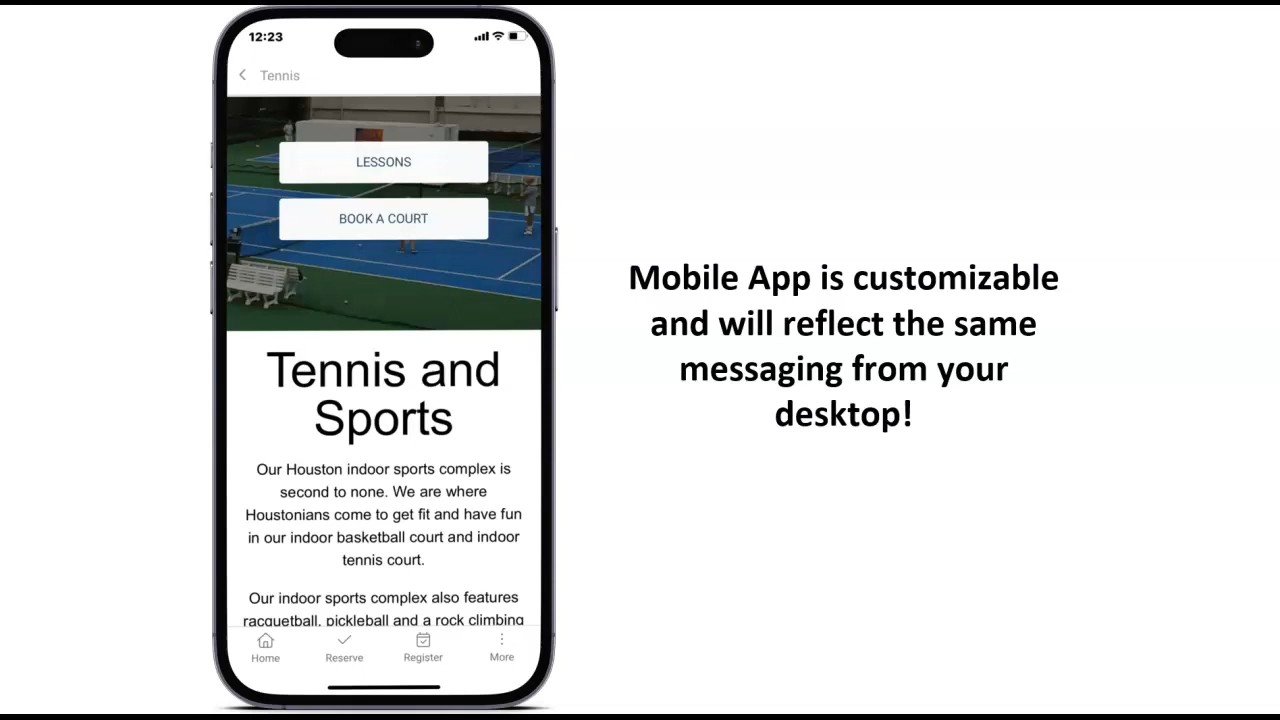 12:23
Tennis
LESSONS
BOOK A COURT
Tennis and
Sports
Our Houston indoor sports complex is
second to none. We are where
Houstonians come to get fit and have fun
in our indoor basketball court and indoor
tennis court.
Our indoor sports complex also features
racquetball, pickleball and a rock climbing
Home
Reserve
Register
More
Mobile App is customizable
and will reflect the same
messaging from your
desktop!